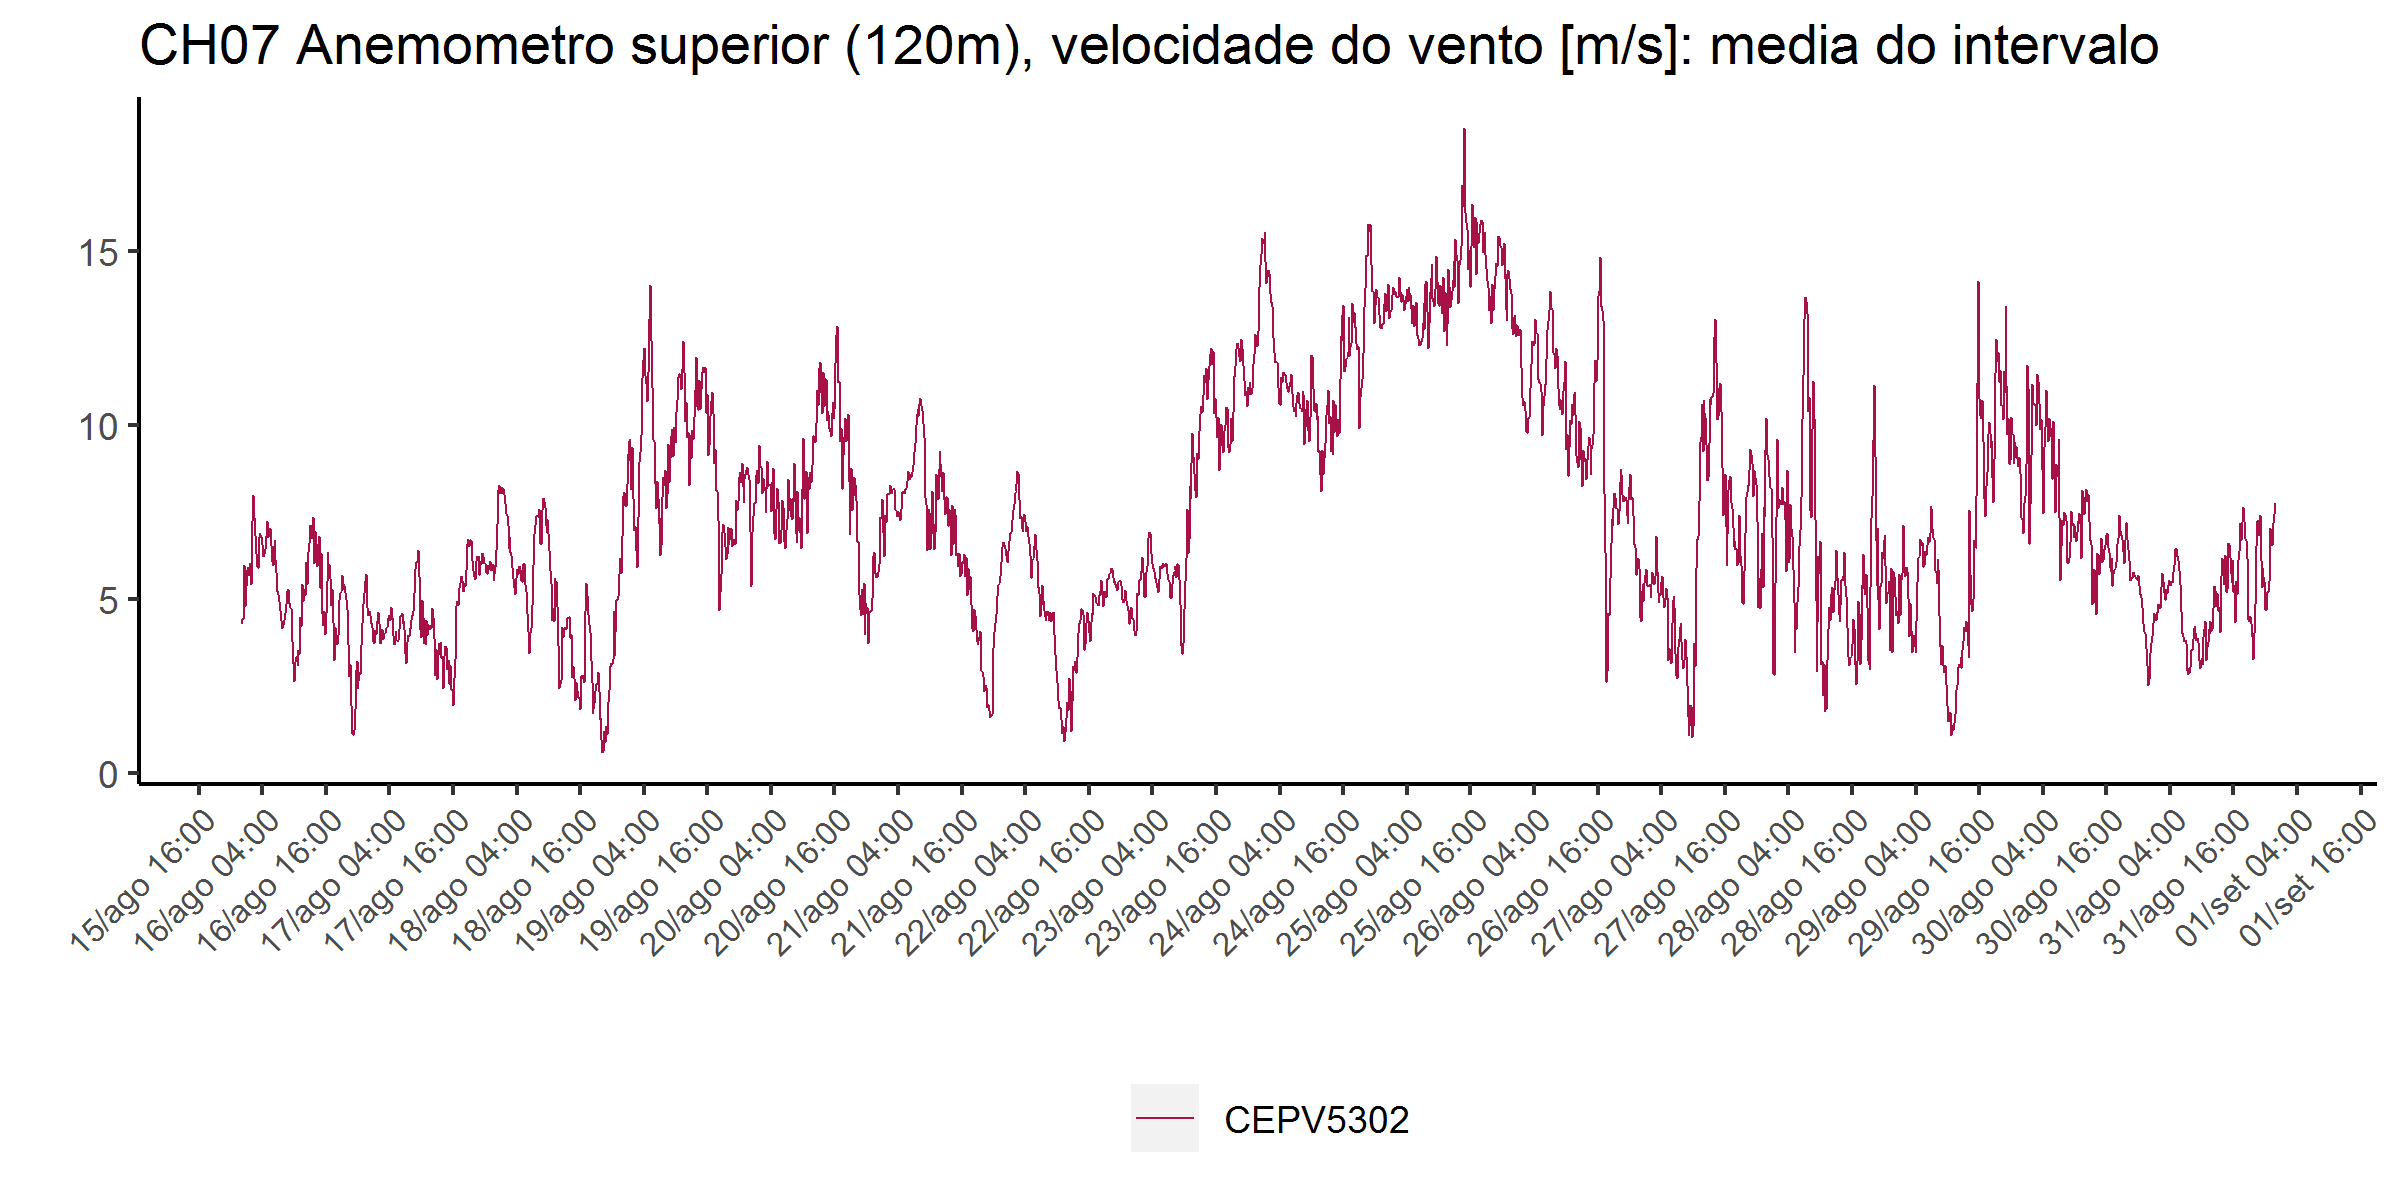 CH07 Anemometro superior (120m), velocidade do vento [m/s]: media do intervalo
15
10
5
0
15/ago 16:00
16/ago 04:00
16/ago 16:00
17/ago 04:00
17/ago 16:00
18/ago 04:00
18/ago 16:00
19/ago 04:00
19/ago 16:00
20/ago 04:00
20/ago 16:00
21/ago 04:00
21/ago 16:00
22/ago 04:00
22/ago 16:00
23/ago 04:00
23/ago 16:00
24/ago 04:00
24/ago 16:00
25/ago 04:00
25/ago 16:00
26/ago 04:00
26/ago 16:00
27/ago 04:00
27/ago 16:00
28/ago 04:00
28/ago 16:00
29/ago 04:00
29/ago 16:00
30/ago 04:00
30/ago 16:00
31/ago 04:00
31/ago 16:00
01/set 04:00
01/set 16:00
CEPV5302